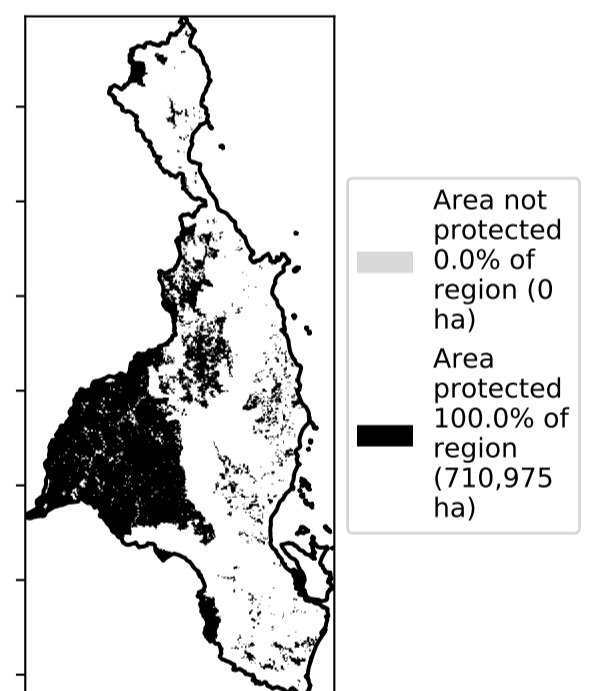 Area not
protected
0.0% of
region (0
ha)
Area
protected
100.0% of
region
(710,975
ha)